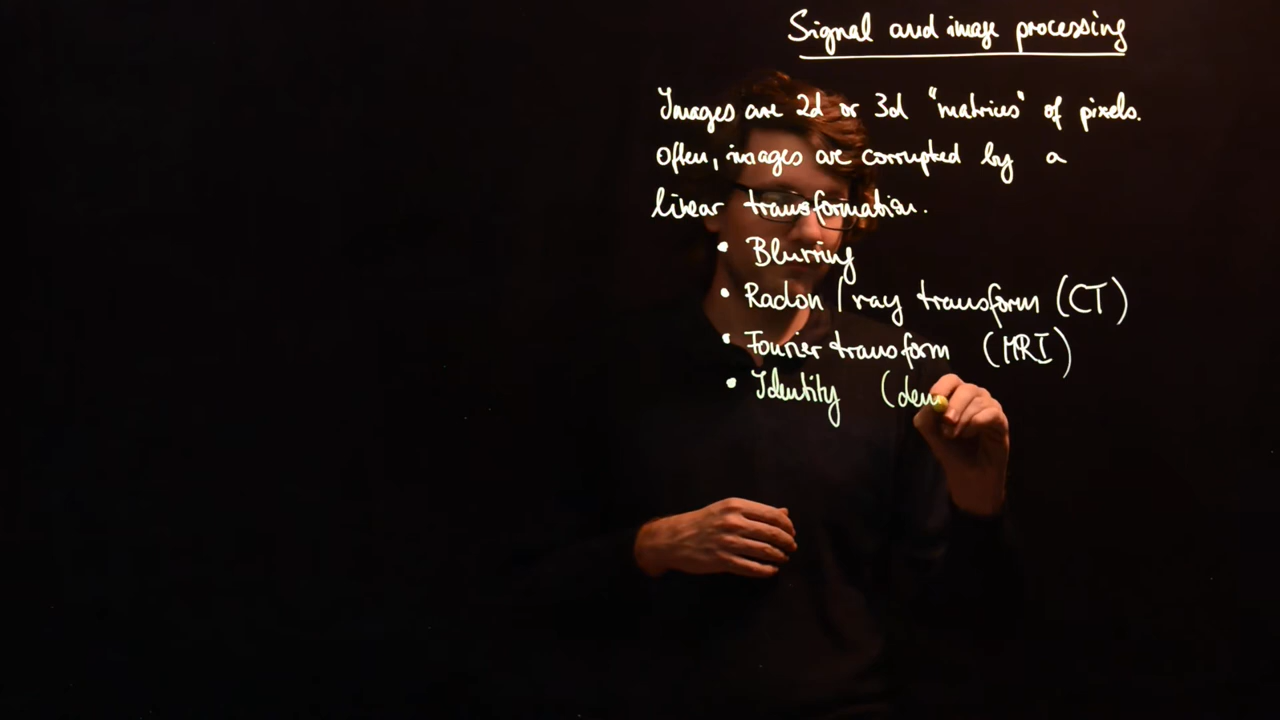 Signal and image processing
Images are 2d or 3d "matrices" of pixels.
Often, images are corrupted by a
linear transformation.
• Blurring
• Radon / ray transform (CT)
• Fourier transform (MRI)
• Identity (den